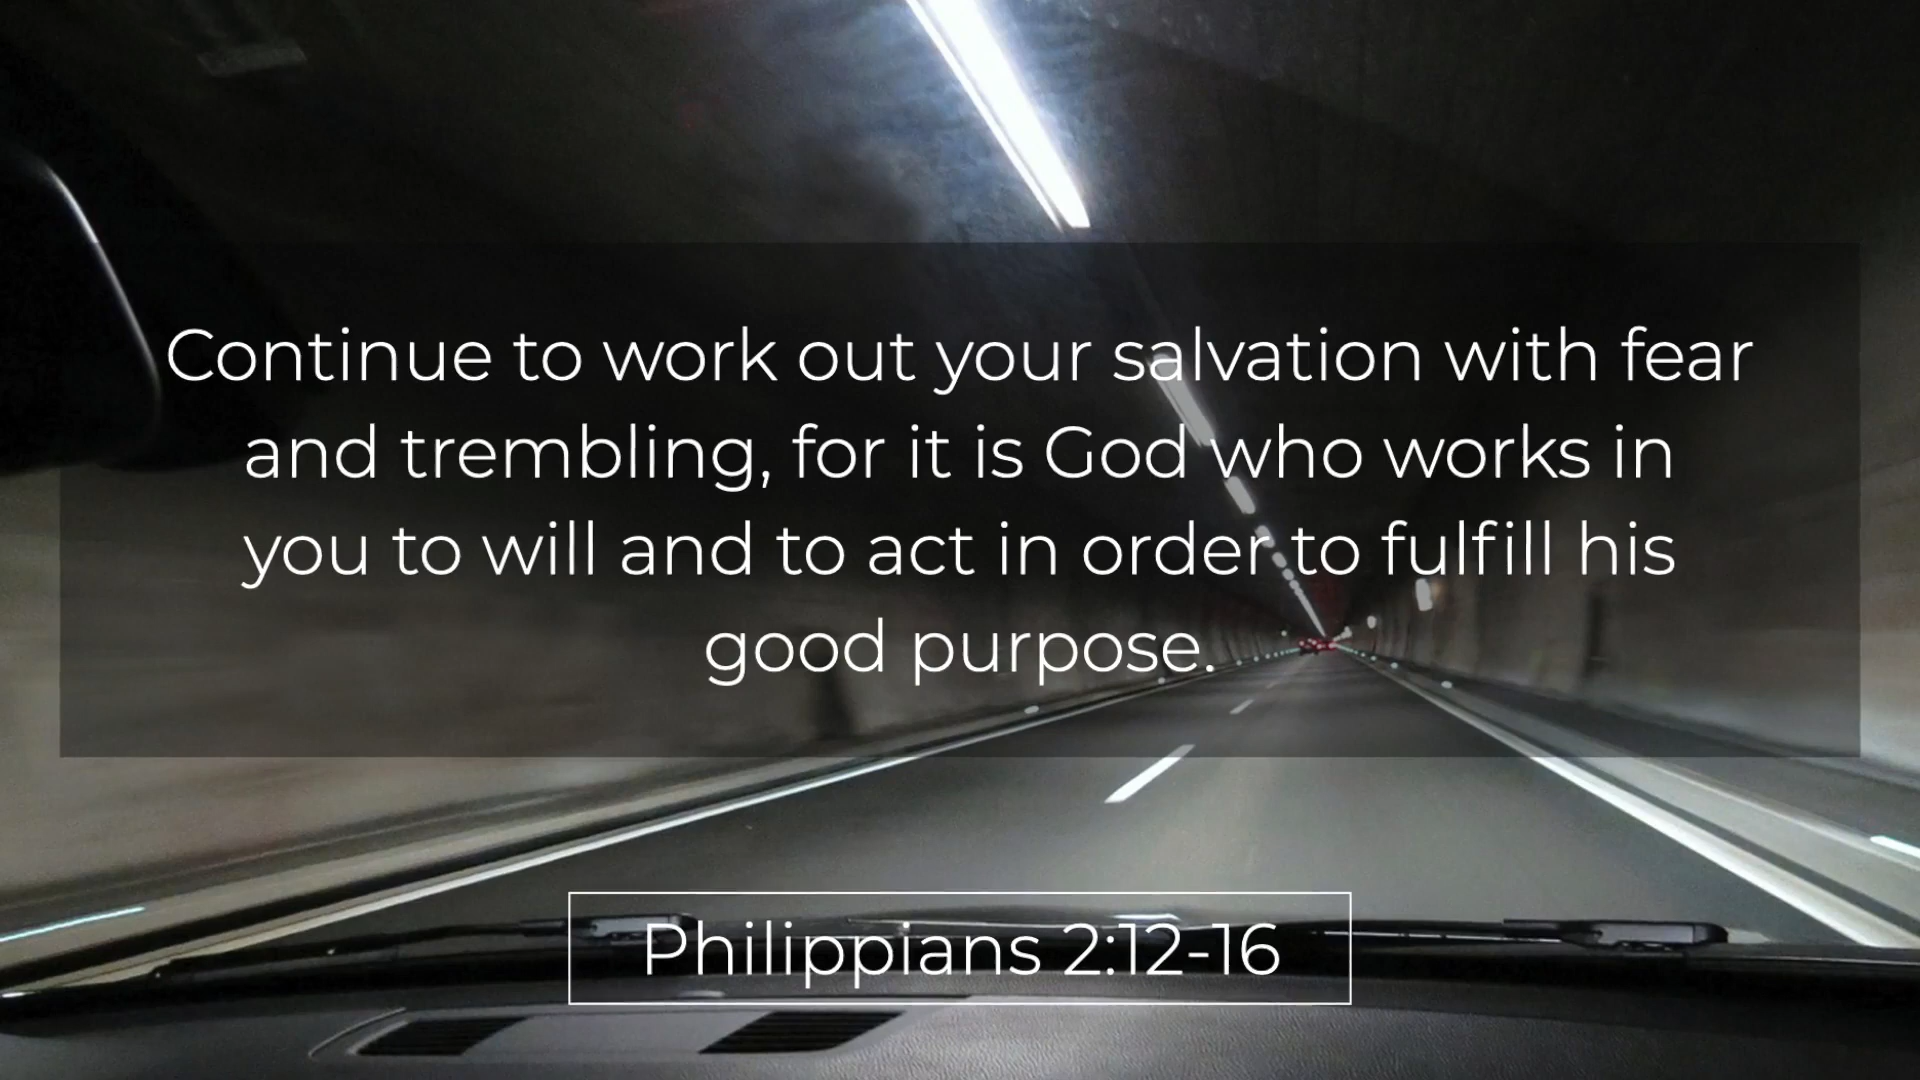 Continue to work out your salvation with fear
and trembling, for it is God who works in
you to will and to act in order to fulfill his
good purpose.
Philippians 2:12-16